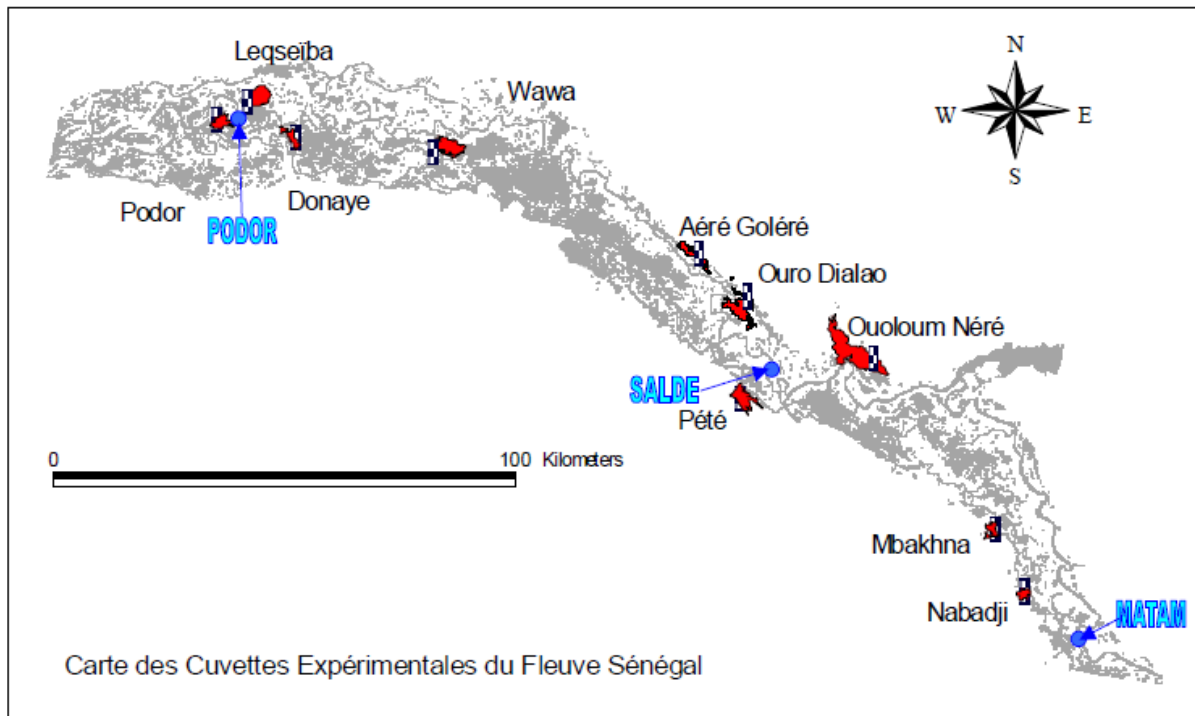 Leqseïba
N
Wawa
W
E
S
Podor
Donaye
PODOR
Aéré Goléré
Ouro Dialao
Ouoloum Néré
SALDE
Pété
0 100 Kilometers
Mbakhna
Nabadji
MATAM
Carte des Cuvettes Expérimentales du Fleuve Sénégal